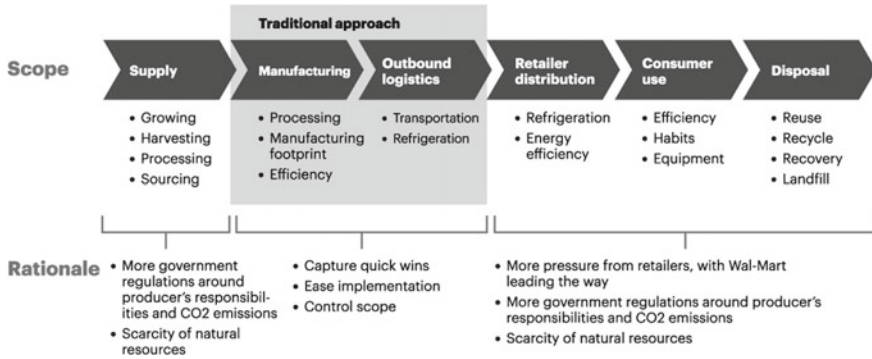 Traditional approach
Scope
Supply
Manufacturing
Outbound
logistics
Retailer
distribution
Consumer
use
Disposal
• Growing
• Harvesting
• Processing
• Sourcing
• Processing
• Manufacturing
footprint
• Efficiency
• Transportation
• Refrigeration
• Refrigeration
• Energy
efficiency
• Efficiency
• Habits
• Equipment
• Reuse
• Recycle
• Recovery
• Landfill
Rationale
• More government
regulations around
producer's responsibil-
ities and CO2 emissions
• Scarcity of natural
resources
• Capture quick wins
• Ease implementation
• Control scope
• More pressure from retailers, with Wal-Mart
leading the way
• More government regulations around producer's
responsibilities and CO2 emissions
• Scarcity of natural resources